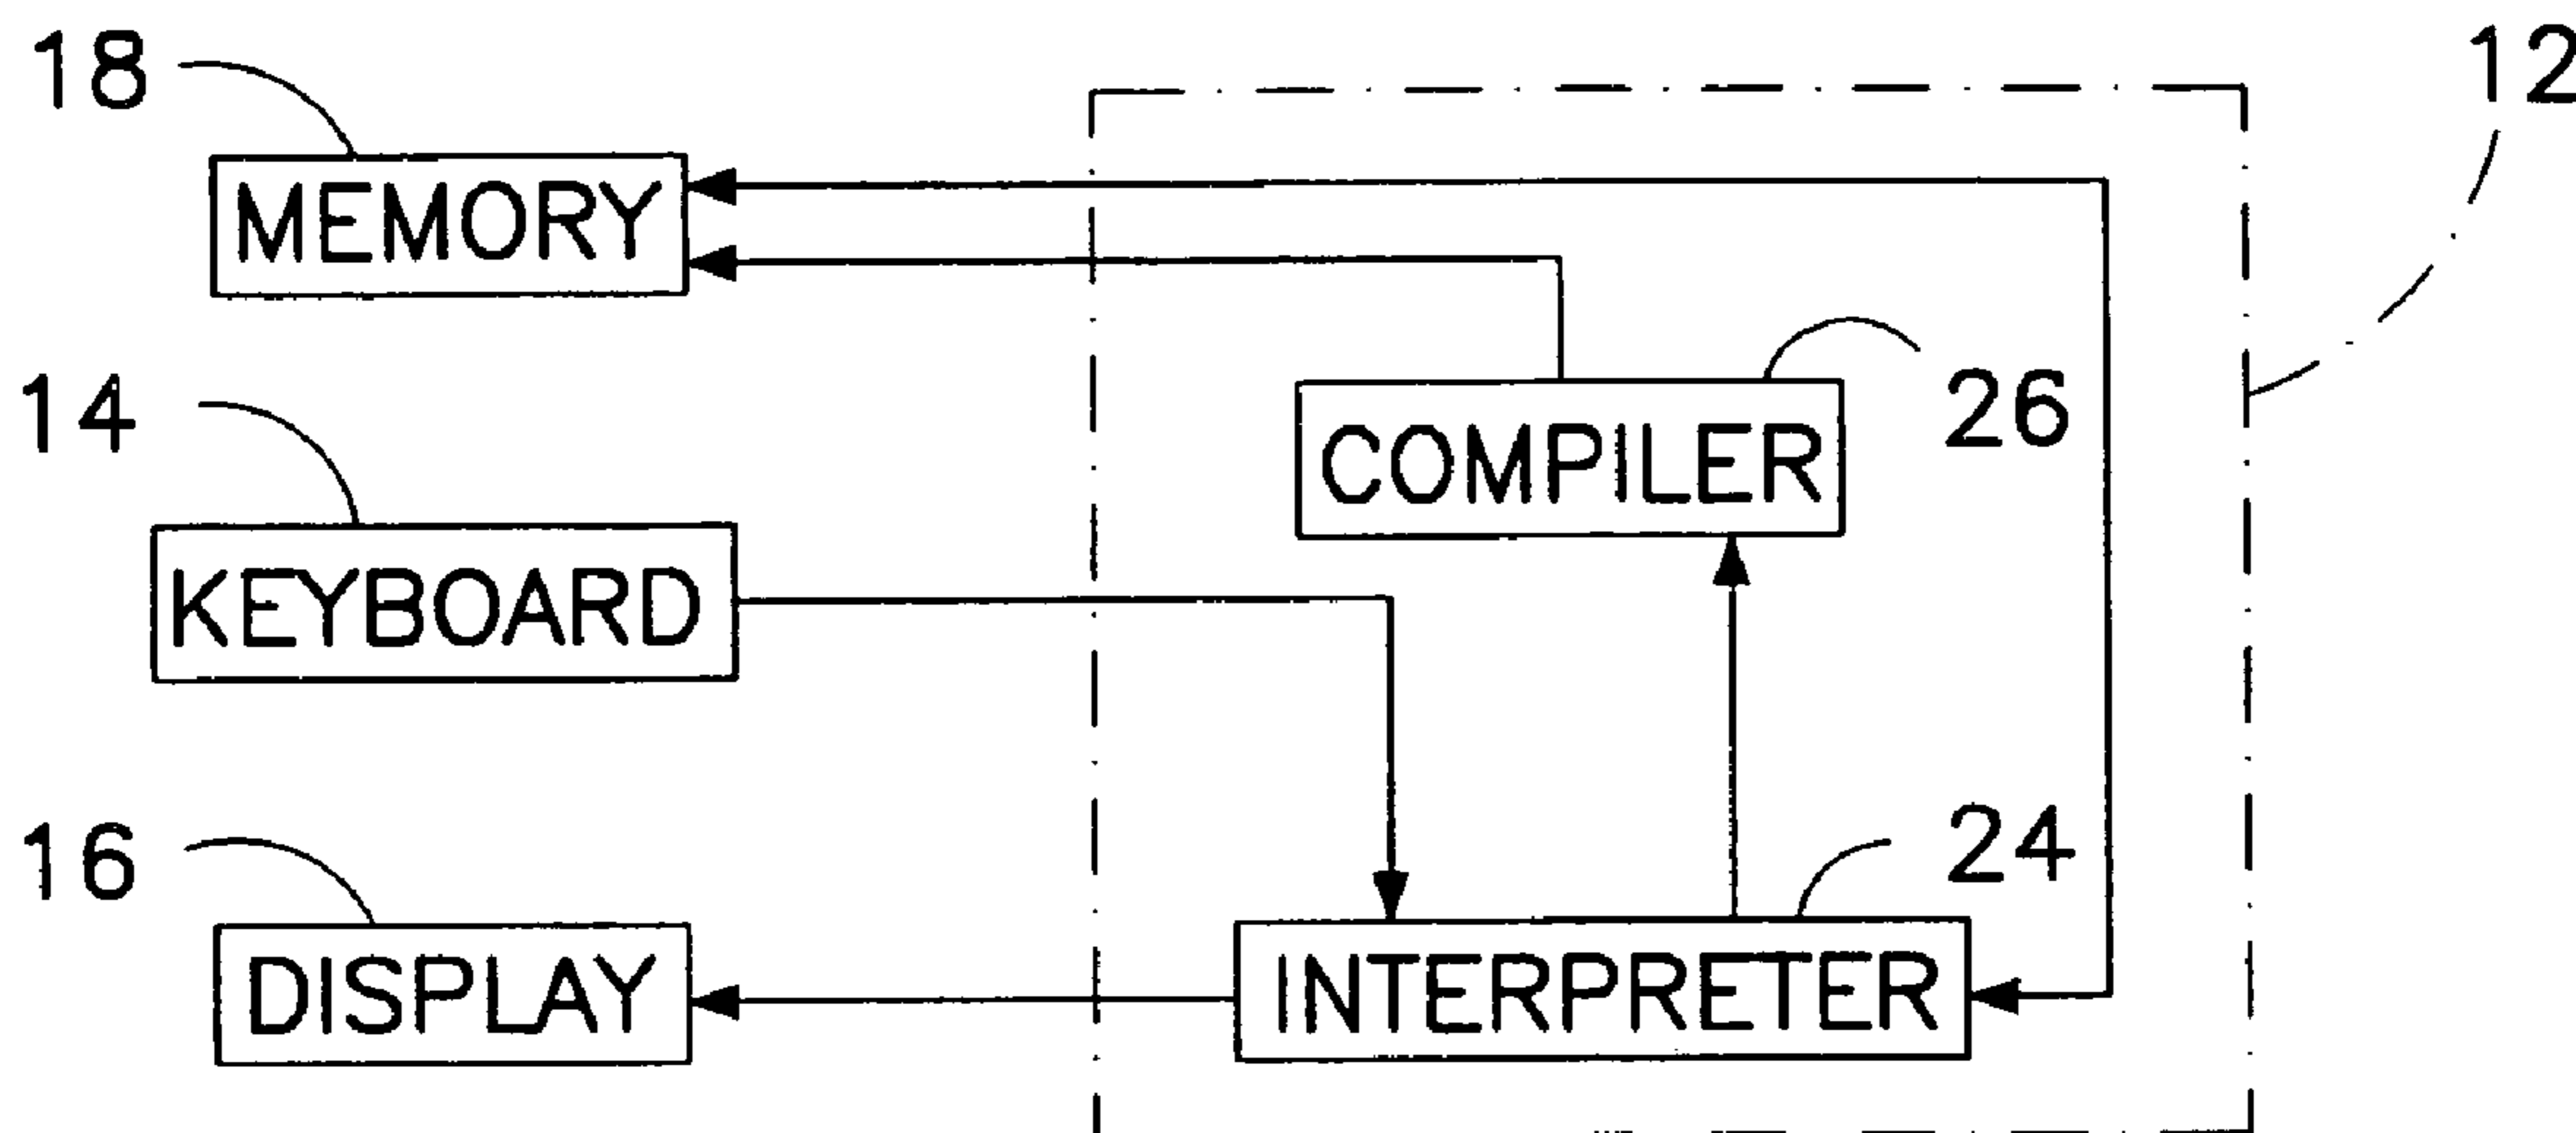 18
12
MEMORY
14
26
COMPILER
KEYBOARD
16
24
DISPLAY
INTERPRETER